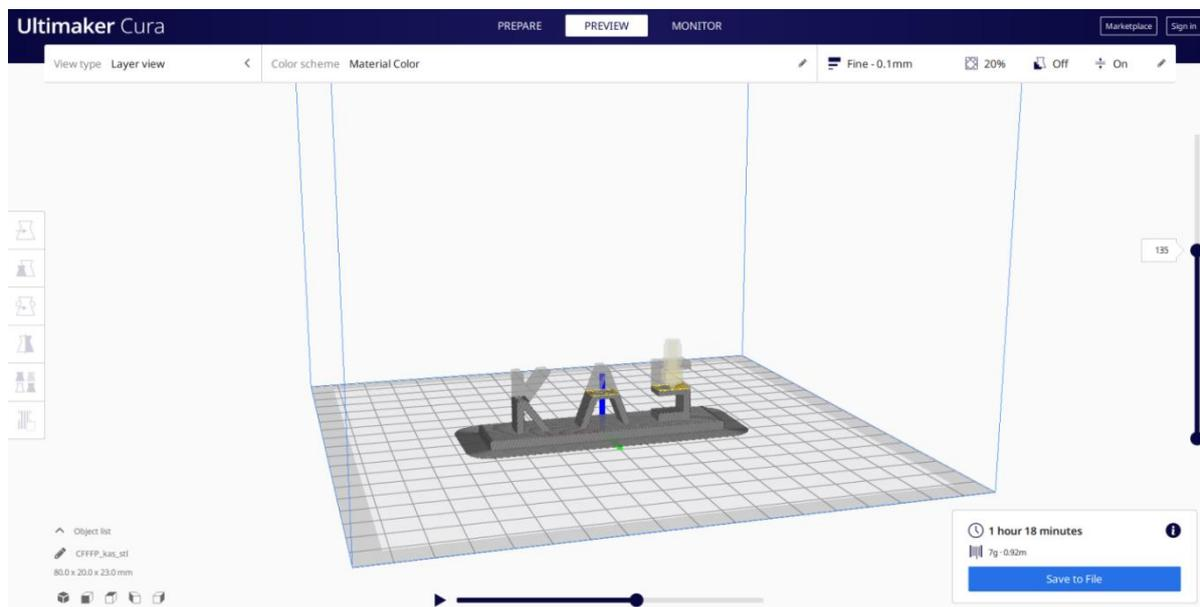 Ultimaker Cura
PREPARE PREVIEW MONITOR
Marketplace Sign in
View type Layer view
Color scheme Material Color
Fine - 0.1mm 20% Off On
135
K A S
Object list
CFFFP_kas_stl
80.0 x 20.0 x 23.0 mm
1 hour 18 minutes
7g · 0.92m
Save to File